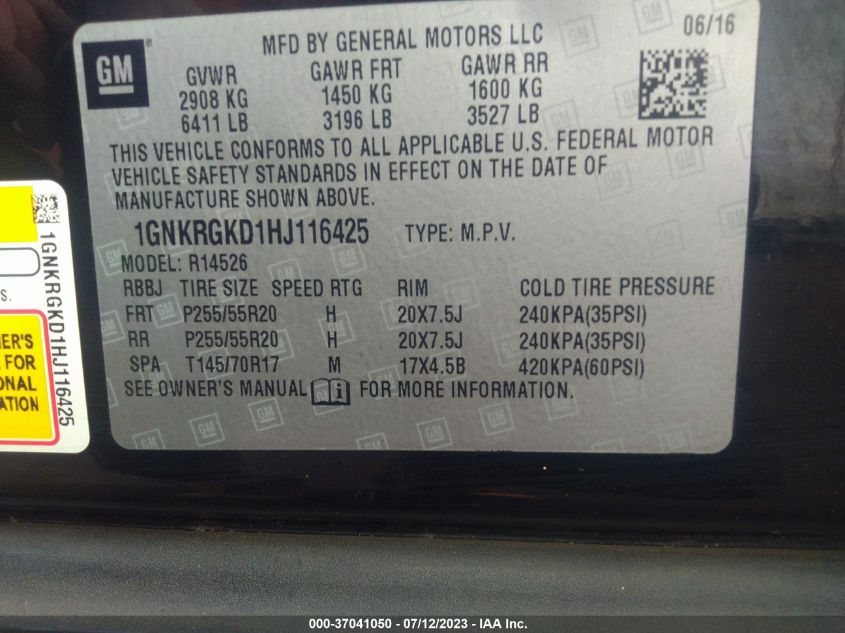 GM
®
MFD BY GENERAL MOTORS LLC
06/16
GVWR GAWR FRT GAWR RR
2908 KG 1450 KG 1600 KG
6411 LB 3196 LB 3527 LB
THIS VEHICLE CONFORMS TO ALL APPLICABLE U.S. FEDERAL MOTOR
VEHICLE SAFETY STANDARDS IN EFFECT ON THE DATE OF
MANUFACTURE SHOWN ABOVE.
1GNKRGKD1HJ116425 TYPE: M.P.V.
MODEL: R14526
RBBJ TIRE SIZE SPEED RTG RIM COLD TIRE PRESSURE
FRT P255/55R20 H 20X7.5J 240KPA(35PSI)
RR P255/55R20 H 20X7.5J 240KPA(35PSI)
SPA T145/70R17 M 17X4.5B 420KPA(60PSI)
SEE OWNER'S MANUAL i FOR MORE INFORMATION.
1GNKRGKD1HJ116425
S.
ER'S
FOR
ONAL
ATION
000-37041050 - 07/12/2023 - IAA Inc.